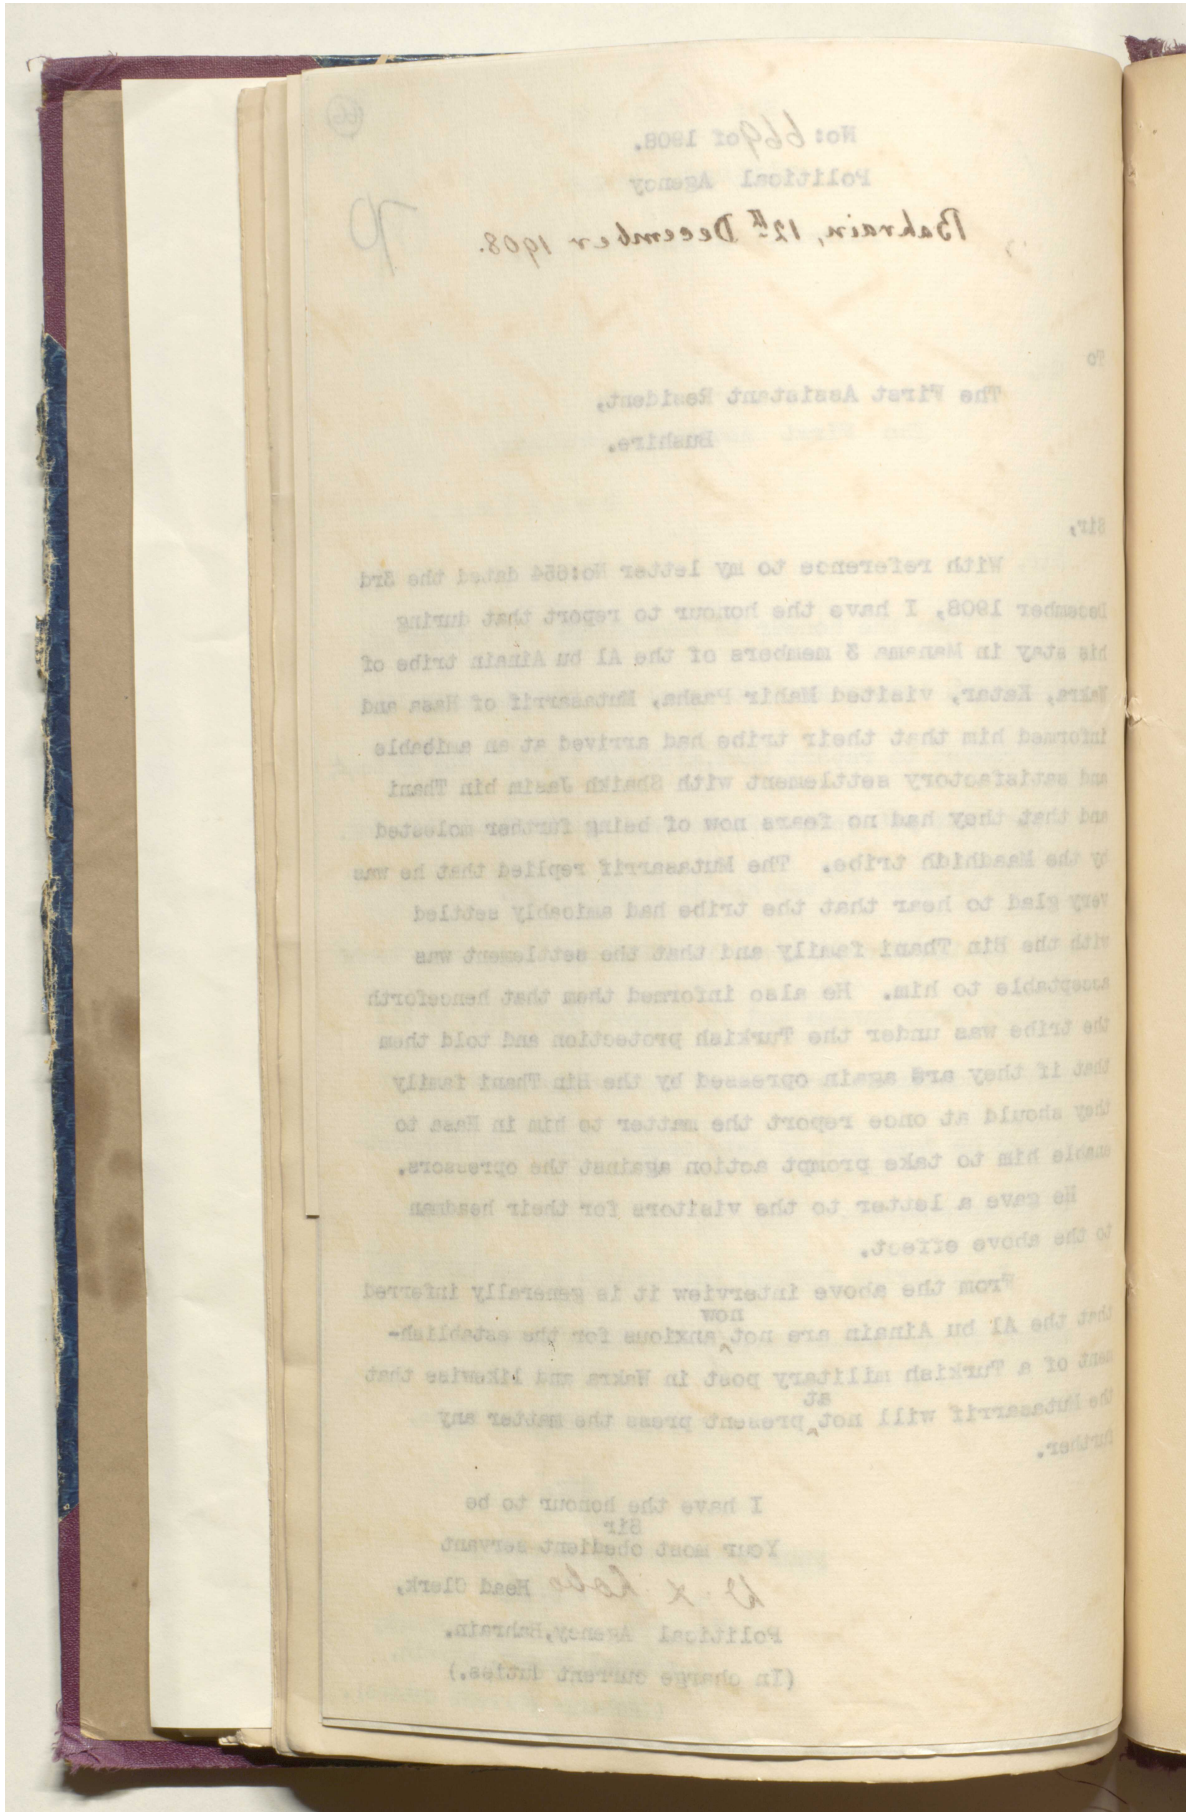 No: 669 of 1908.
Political Agency
Bahrain, 12th December 1908.
To
The First Assistant Resident,
Bushire.
Sir,
With reference to my letter No:654 dated the 3rd
December 1908, I have the honour to report that during
his stay in Manama 3 members of the Al bu Ainain tribe of
Wakra, Katar, visited Mahir Pasha, Mutasarrif of Hasa and
informed him that their tribe had arrived at an amibable
and satisfactory settlement with Shaikh Jasim bin Thani
and that they had no fears now of being further molested
by the Maadhidh tribe. The Mutasarrif replied that he was
very glad to hear that the tribe had amicably settled
with the Bin Thani family and that the settlement was
acceptable to him. He also informed them that henceforth
the tribe was under the Turkish protection and told them
that if they are again opressed by the Bin Thani family
they should at once report the matter to him in Hasa to
enable him to take prompt action against the opressors.
He gave a letter to the visitors for their headman
to the above effect.
From the above interview it is generally inferred
that the Al bu Ainain are not now anxious for the establish-
ment of a Turkish military post in Wakra and likewise that
the Mutasarrif will not at present press the matter any
further.
I have the honour to be
Sir
Your most obedient servant
Head Clerk,
Political Agency, Bahrain.
(In charge current duties.)